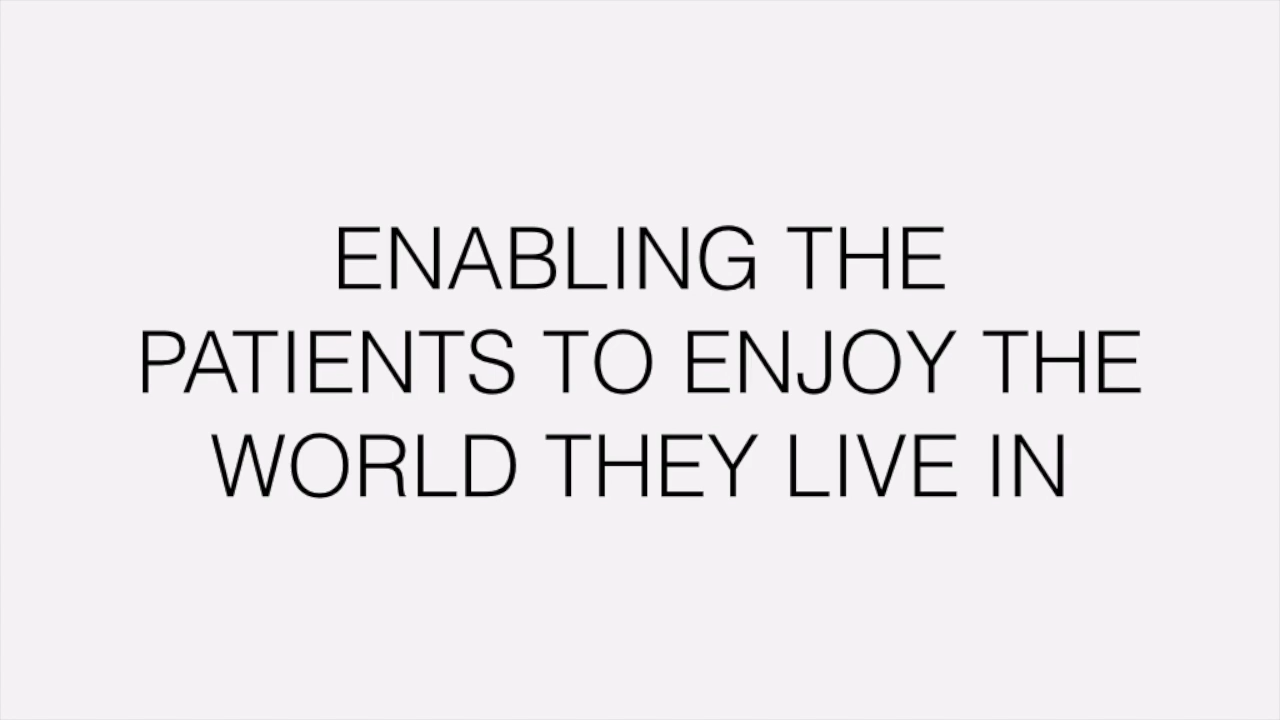 ENABLING THE
PATIENTS TO ENJOY THE
WORLD THEY LIVE IN